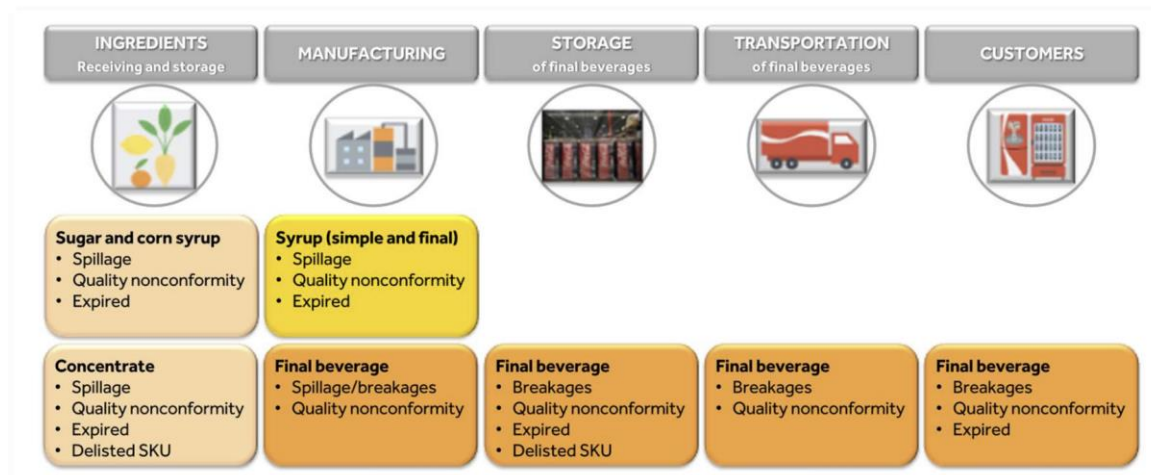 INGREDIENTS
Receiving and storage
MANUFACTURING
STORAGE
of final beverages
TRANSPORTATION
of final beverages
CUSTOMERS
Sugar and corn syrup
• Spillage
• Quality nonconformity
• Expired
Syrup (simple and final)
• Spillage
• Quality nonconformity
• Expired
Concentrate
• Spillage
• Quality nonconformity
• Expired
• Delisted SKU
Final beverage
• Spillage/breakages
• Quality nonconformity
Final beverage
• Breakages
• Quality nonconformity
• Expired
• Delisted SKU
Final beverage
• Breakages
• Quality nonconformity
Final beverage
• Breakages
• Quality nonconformity
• Expired